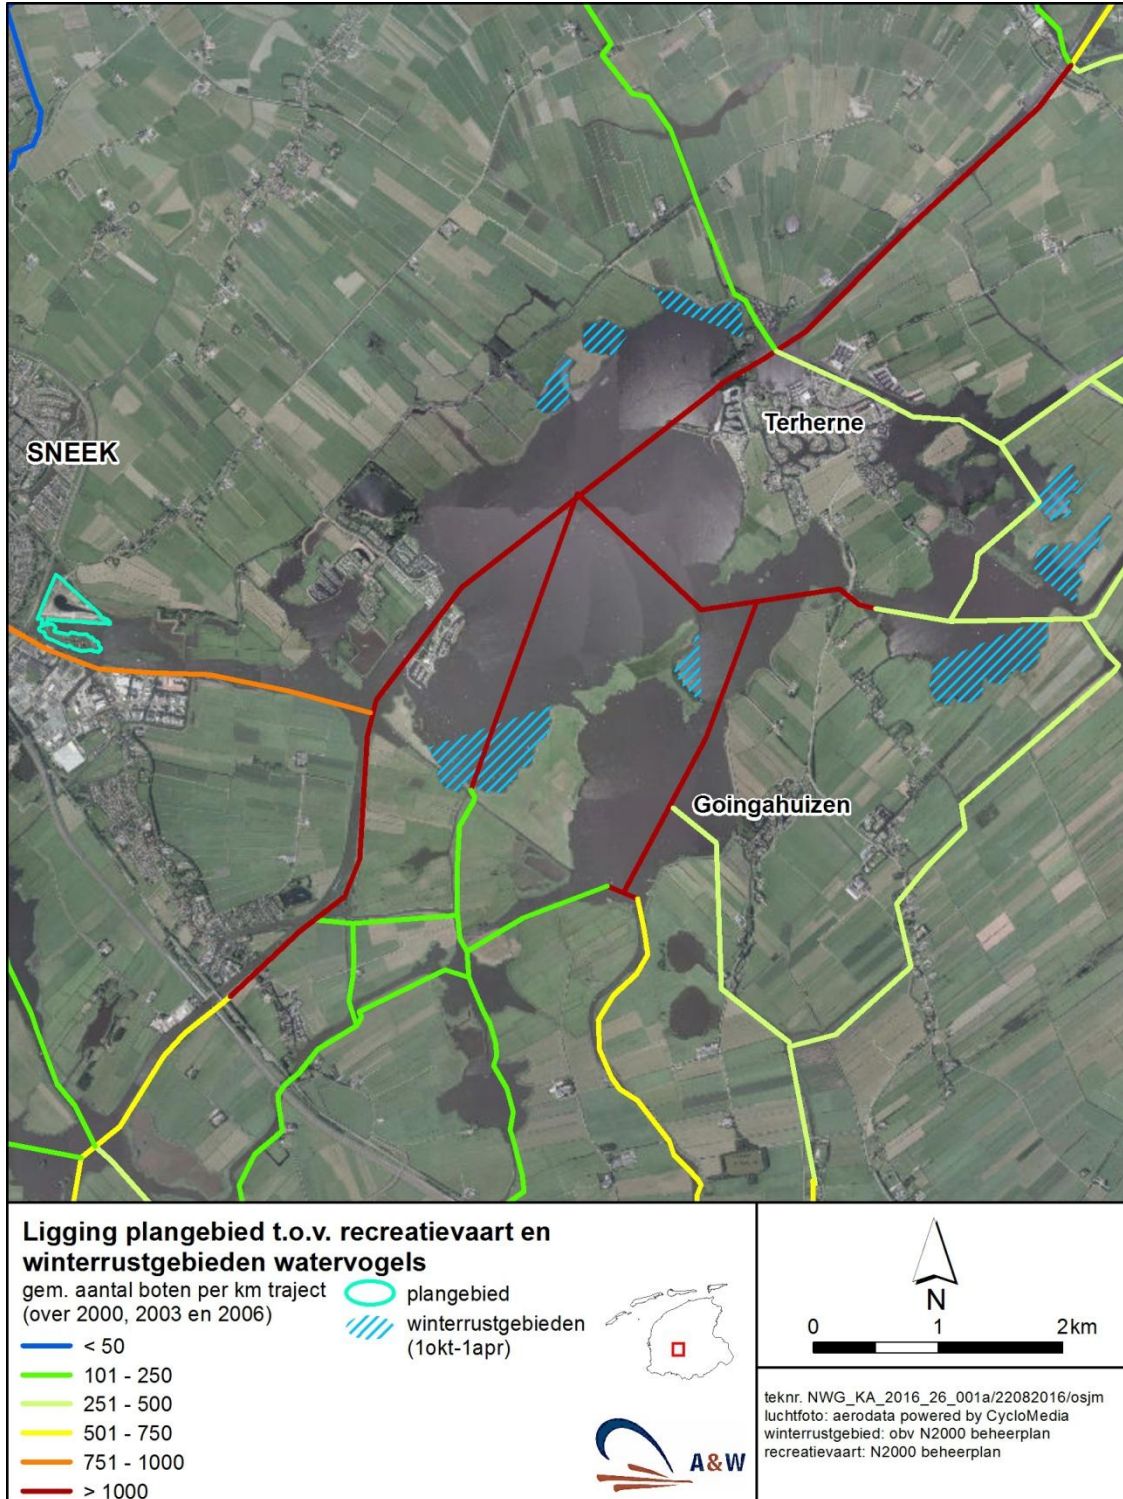 SNEEK
Terherne
Goingahuizen
Ligging plangebied t.o.v. recreatievaart en
winterrustgebieden watervogels
gem. aantal boten per km traject
(over 2000, 2003 en 2006)
< 50
101 - 250
251 - 500
501 - 750
751 - 1000
> 1000
plangebied
winterrustgebieden
(1okt-1apr)
A&W
N
0 1 2km
teknr. NWG_KA_2016_26_001a/22082016/osjm
luchtfoto: aerodata powered by CycloMedia
winterrustgebied: obv N2000 beheerplan
recreatievaart: N2000 beheerplan